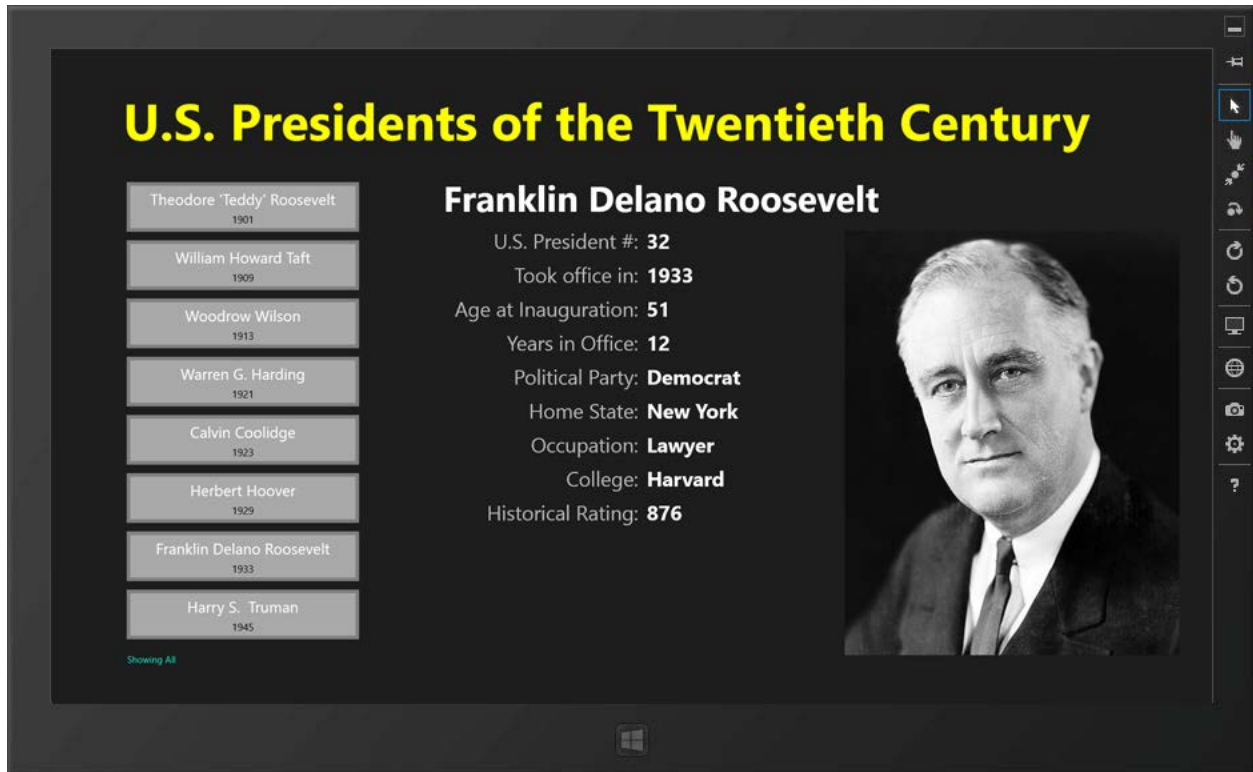 U.S. Presidents of the Twentieth Century
Theodore 'Teddy' Roosevelt
1901
William Howard Taft
1909
Woodrow Wilson
1913
Warren G. Harding
1921
Calvin Coolidge
1923
Herbert Hoover
1929
Franklin Delano Roosevelt
1933
Harry S. Truman
1945
Showing All
Franklin Delano Roosevelt
U.S. President #: 32
Took office in: 1933
Age at Inauguration: 51
Years in Office: 12
Political Party: Democrat
Home State: New York
Occupation: Lawyer
College: Harvard
Historical Rating: 876
?